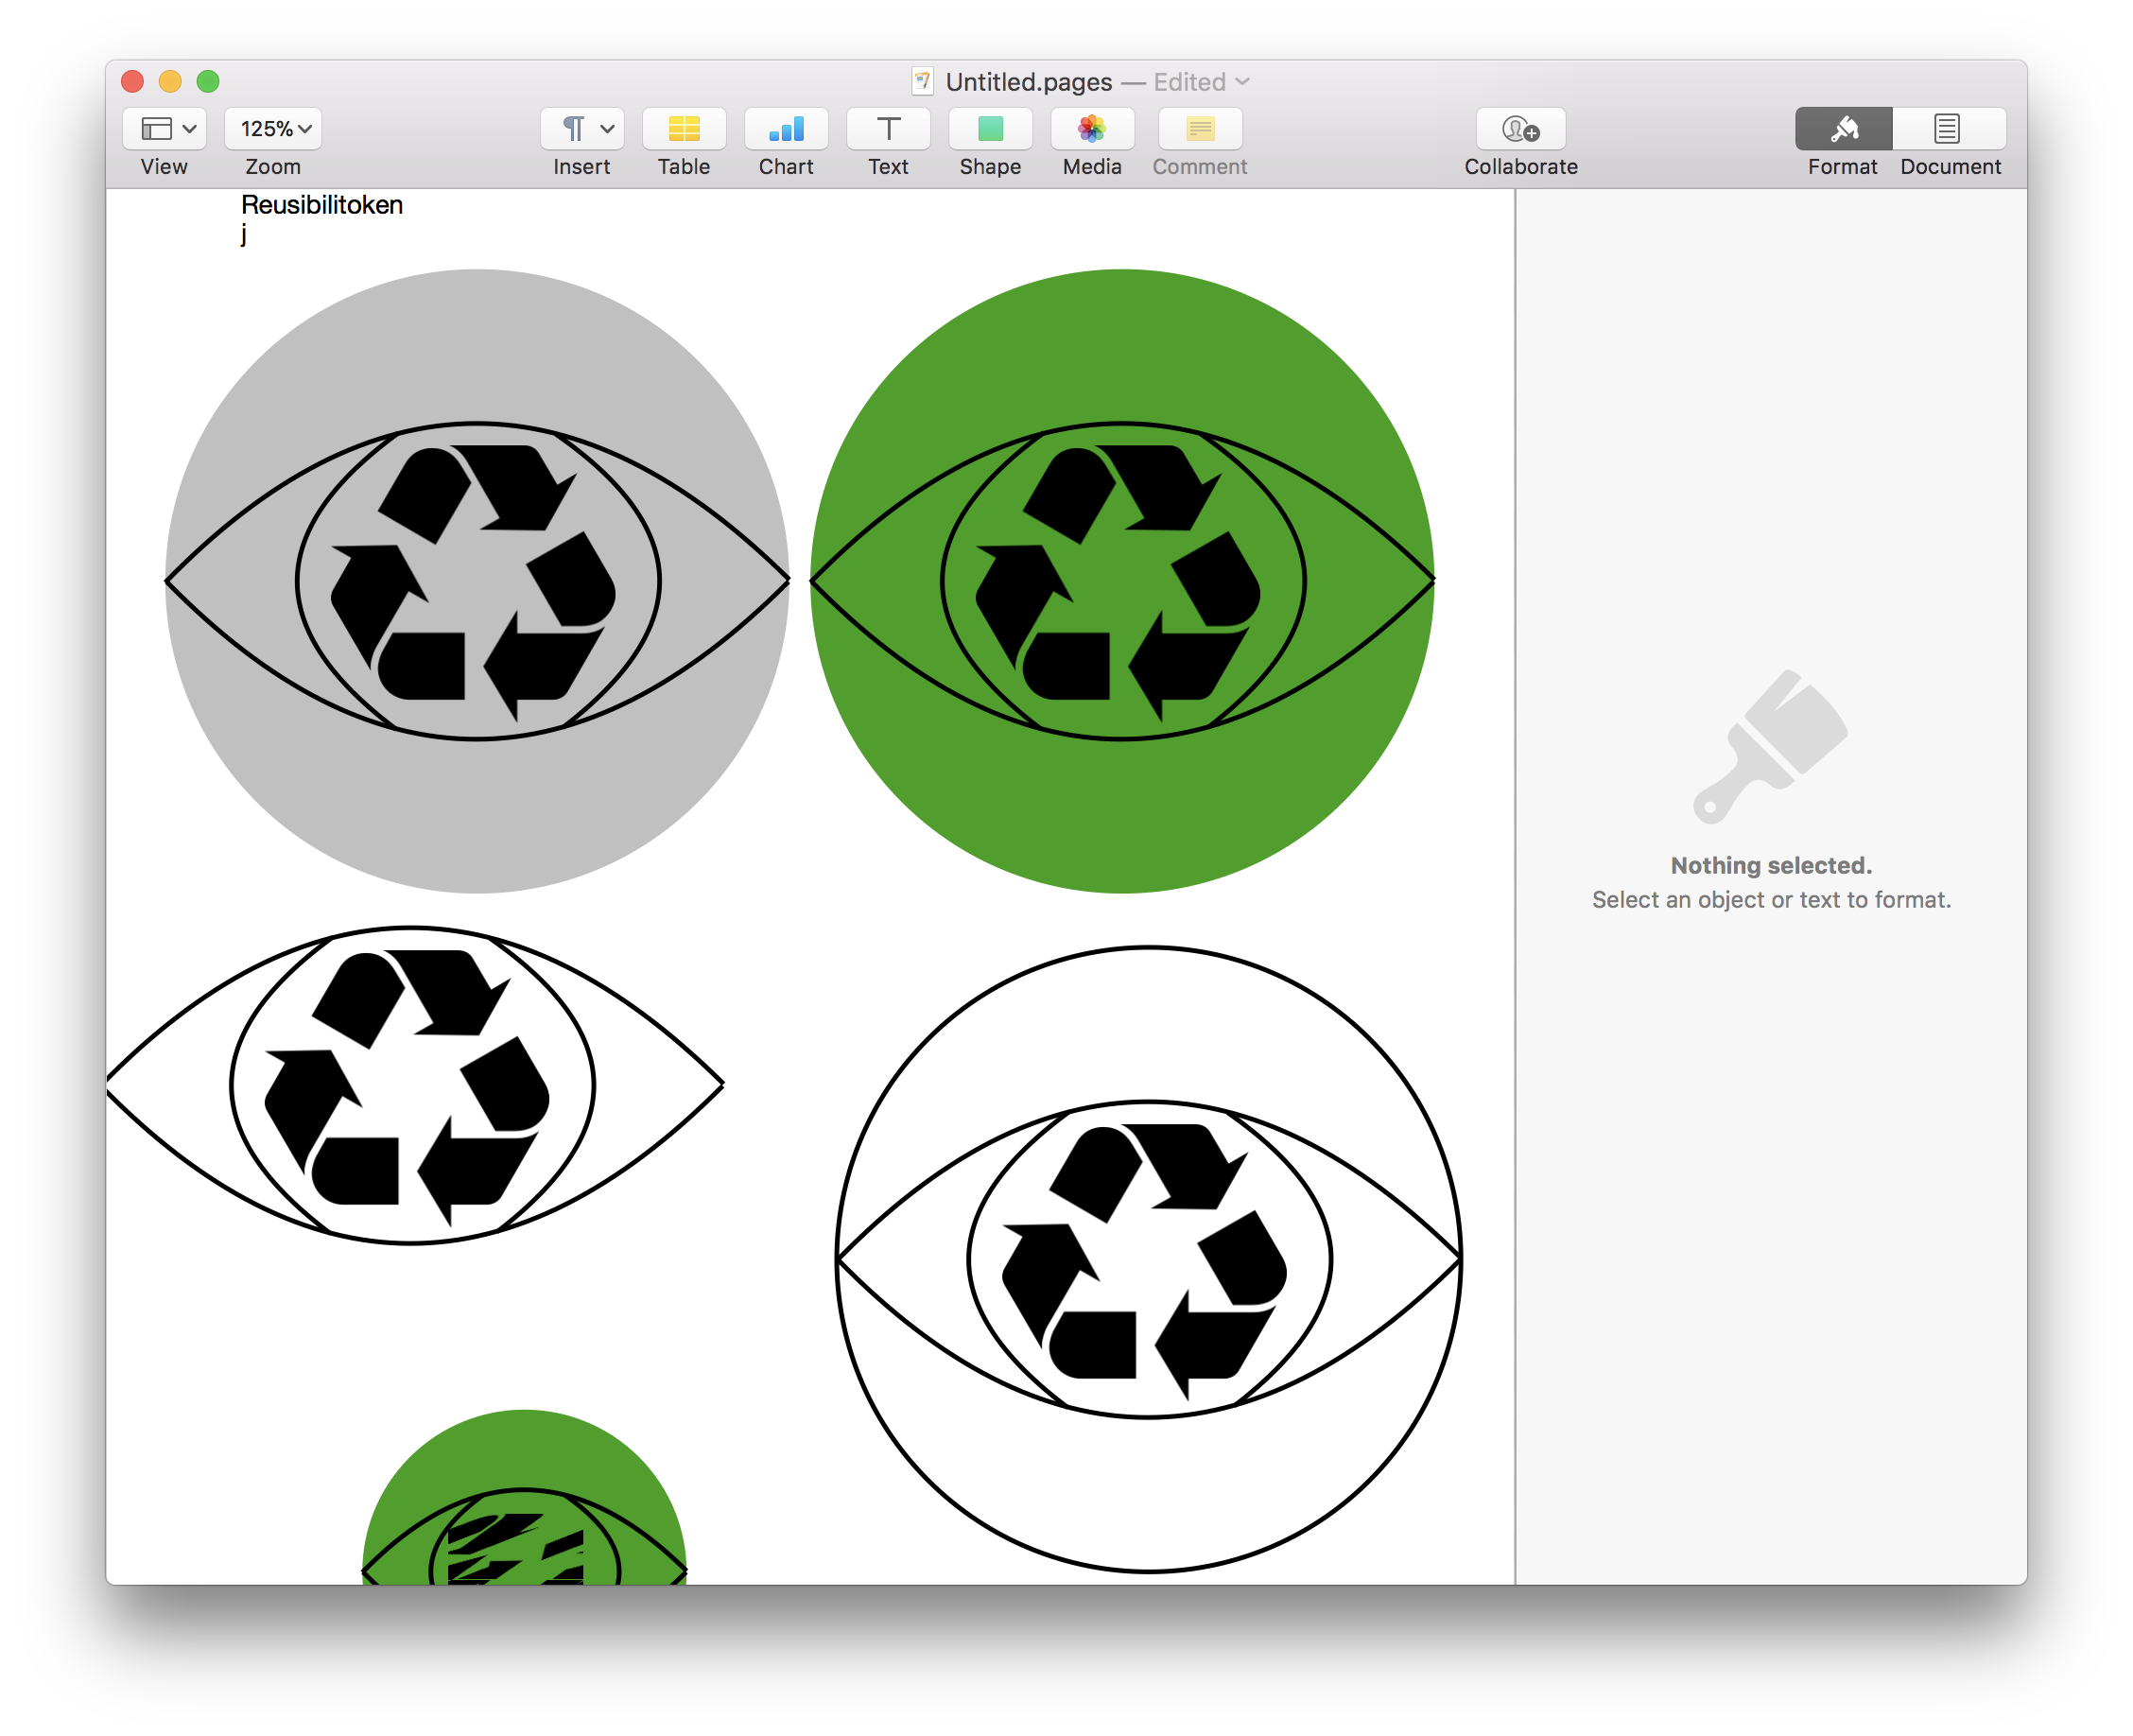 Untitled.pages — Edited
125%
View Zoom Insert Table Chart Text Shape Media Comment Collaborate Format Document
Reusibilitoken
j
Nothing selected.
Select an object or text to format.